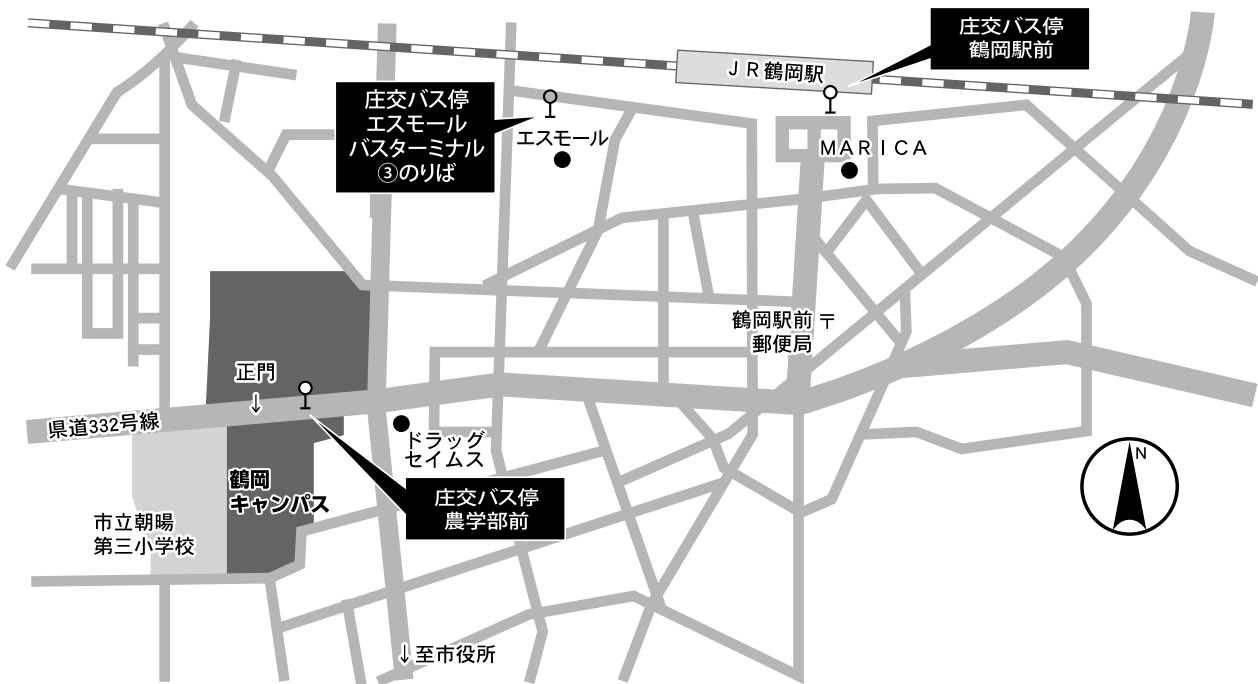 庄交バス停
鶴岡駅前
JR鶴岡駅
庄交バス停
エスモール
バスターミナル
③のりば
エスモール
MARICA
鶴岡駅前〒
郵便局
正門
↓
県道332号線
ドラッグ
セイムス
鶴岡
キャンパス
庄交バス停
農学部前
市立朝暘
第三小学校
↓至市役所
N